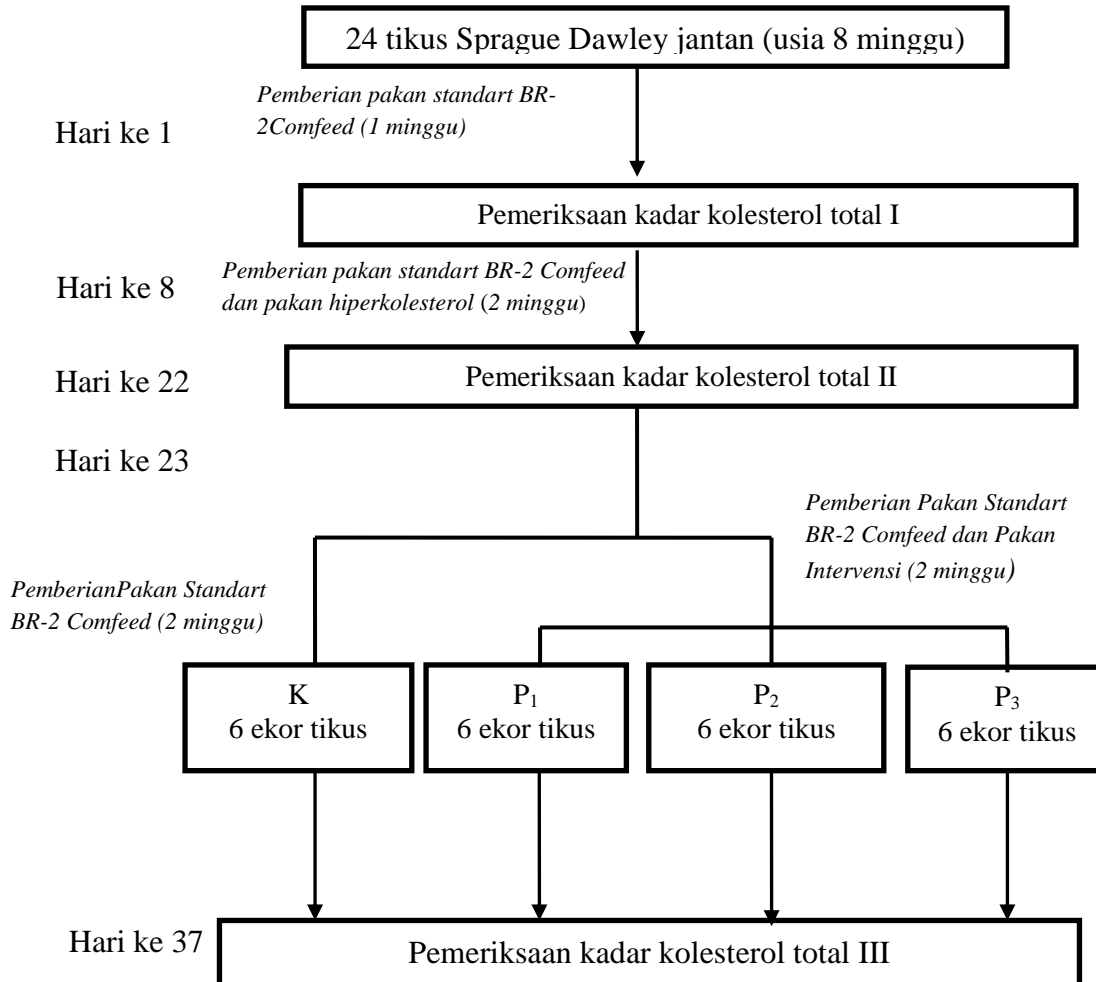 24 tikus Sprague Dawley jantan (usia 8 minggu)
Pemberian pakan standart BR-
2Comfeed (1 minggu)
Hari ke 1
Pemeriksaan kadar kolesterol total I
Pemberian pakan standart BR-2 Comfeed
dan pakan hiperkolesterol (2 minggu)
Hari ke 8
Pemeriksaan kadar kolesterol total II
Hari ke 22
Hari ke 23
Pemberian Pakan Standart
BR-2 Comfeed dan Pakan
Intervensi (2 minggu)
PemberianPakan Standart
BR-2 Comfeed (2 minggu)
K
6 ekor tikus
P₁
6 ekor tikus
P₂
6 ekor tikus
P₃
6 ekor tikus
Hari ke 37
Pemeriksaan kadar kolesterol total III